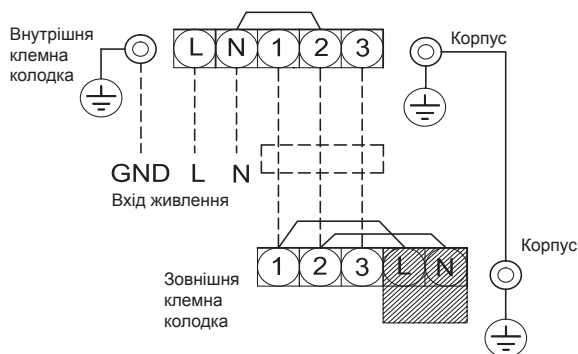 Внутрішня
клемна
колодка
L N 1 2 3
Корпус
GND L N
Вхід живлення
1 2 3 L N
Корпус
Зовнішня
клемна
колодка